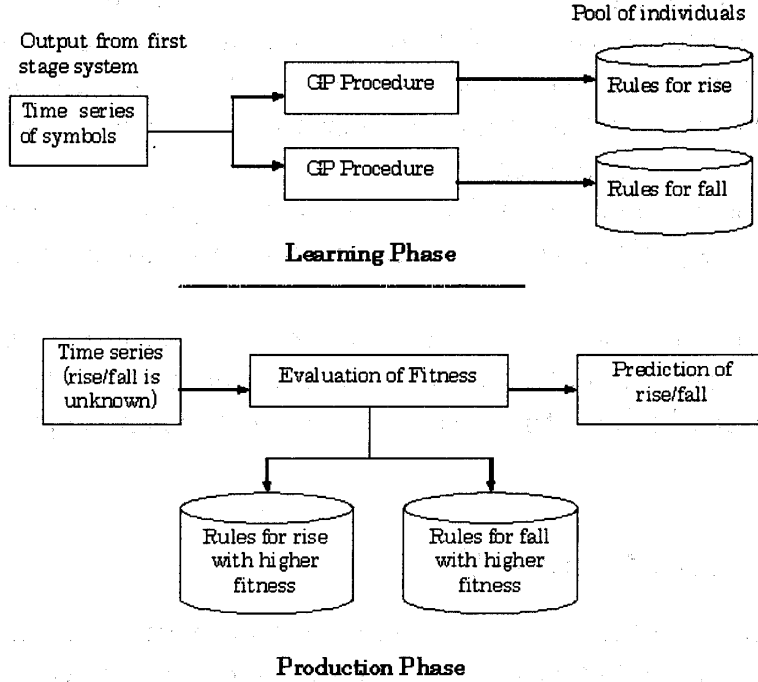 Pool of individuals
Output from first
stage system
Time series
of symbols
GP Procedure
Rules for rise
GP Procedure
Rules for fall
Learning Phase
Time series
(rise/fall is
unknown)
Evaluation of Fitness
Prediction of
rise/fall
Rules for rise
with higher
fitness
Rules for fall
with higher
fitness
Production Phase